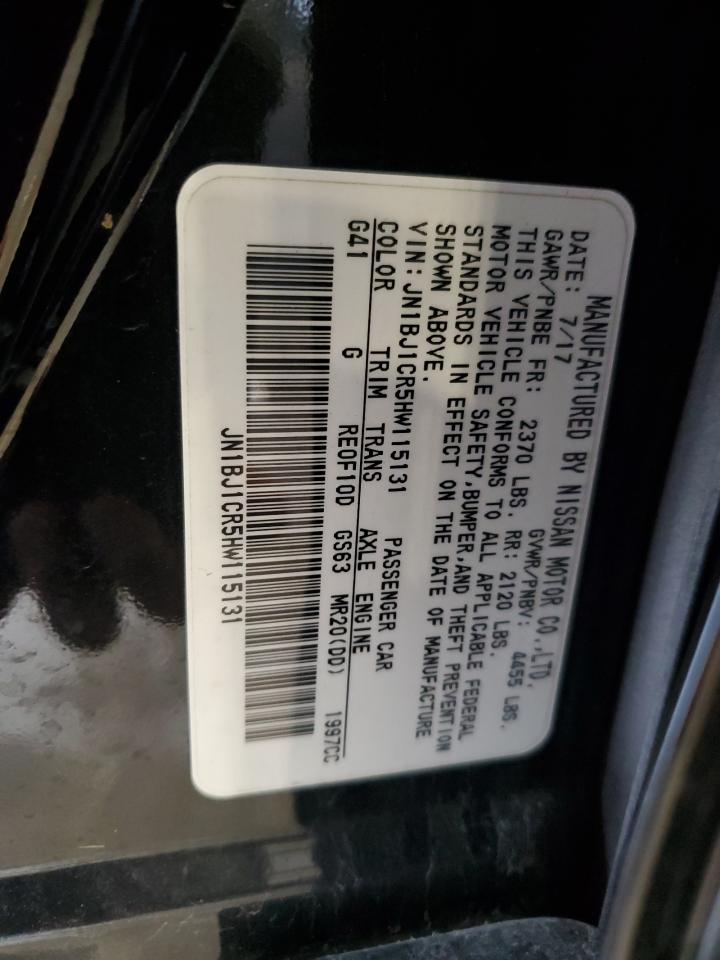 MANUFACTURED BY NISSAN MOTOR CO.,LTD.
DATE: 7/17 GVWR/PNBV: 4455 LBS.
GAWR/PNBE FR: 2370 LBS. RR: 2120 LBS.
THIS VEHICLE CONFORMS TO ALL APPLICABLE FEDERAL
MOTOR VEHICLE SAFETY,BUMPER,AND THEFT PREVENTION
STANDARDS IN EFFECT ON THE DATE OF MANUFACTURE
SHOWN ABOVE.
VIN: JN1BJ1CR5HW115131 PASSENGER CAR
COLOR TRIM TRANS AXLE ENGINE
G41 G RE0F10D GS63 MR20(DD) 1997CC
JN1BJ1CR5HW115131